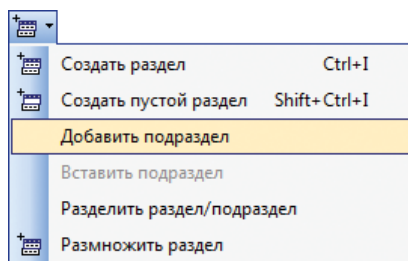 Создать раздел Ctrl+I
Создать пустой раздел Shift+Ctrl+I
Добавить подраздел
Вставить подраздел
Разделить раздел/подраздел
Размножить раздел